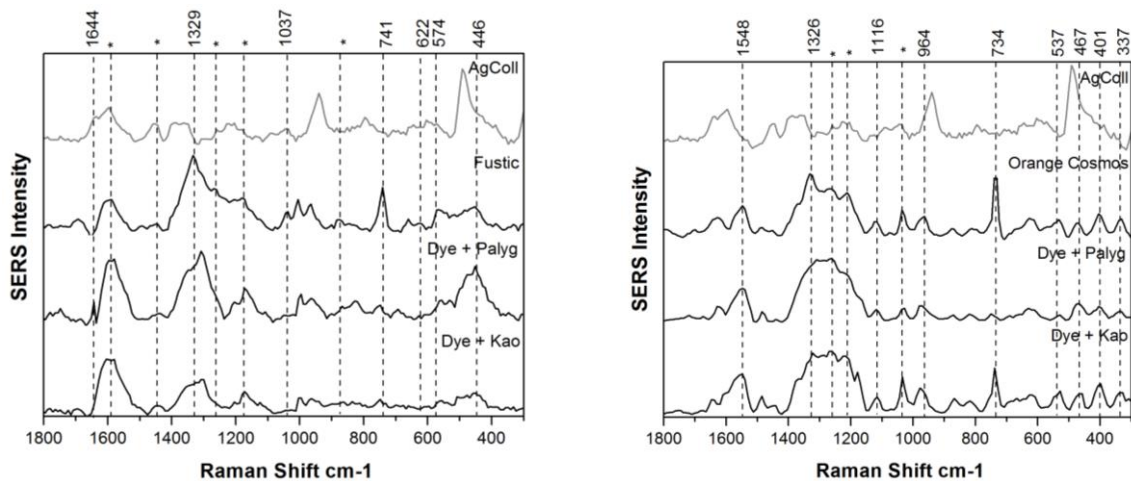 1644 * * 1329 * * 1037 * 741 622 574 446
AgColl
Fustic
Dye + Palyg
Dye + Kao
SERS Intensity
1800 1600 1400 1200 1000 800 600 400
Raman Shift cm-1
1548 1326 * * 1116 * 964 734 537 467 401 337
AgColl
Orange Cosmos
Dye + Palyg
Dye + Kao
SERS Intensity
1800 1600 1400 1200 1000 800 600 400
Raman Shift cm-1